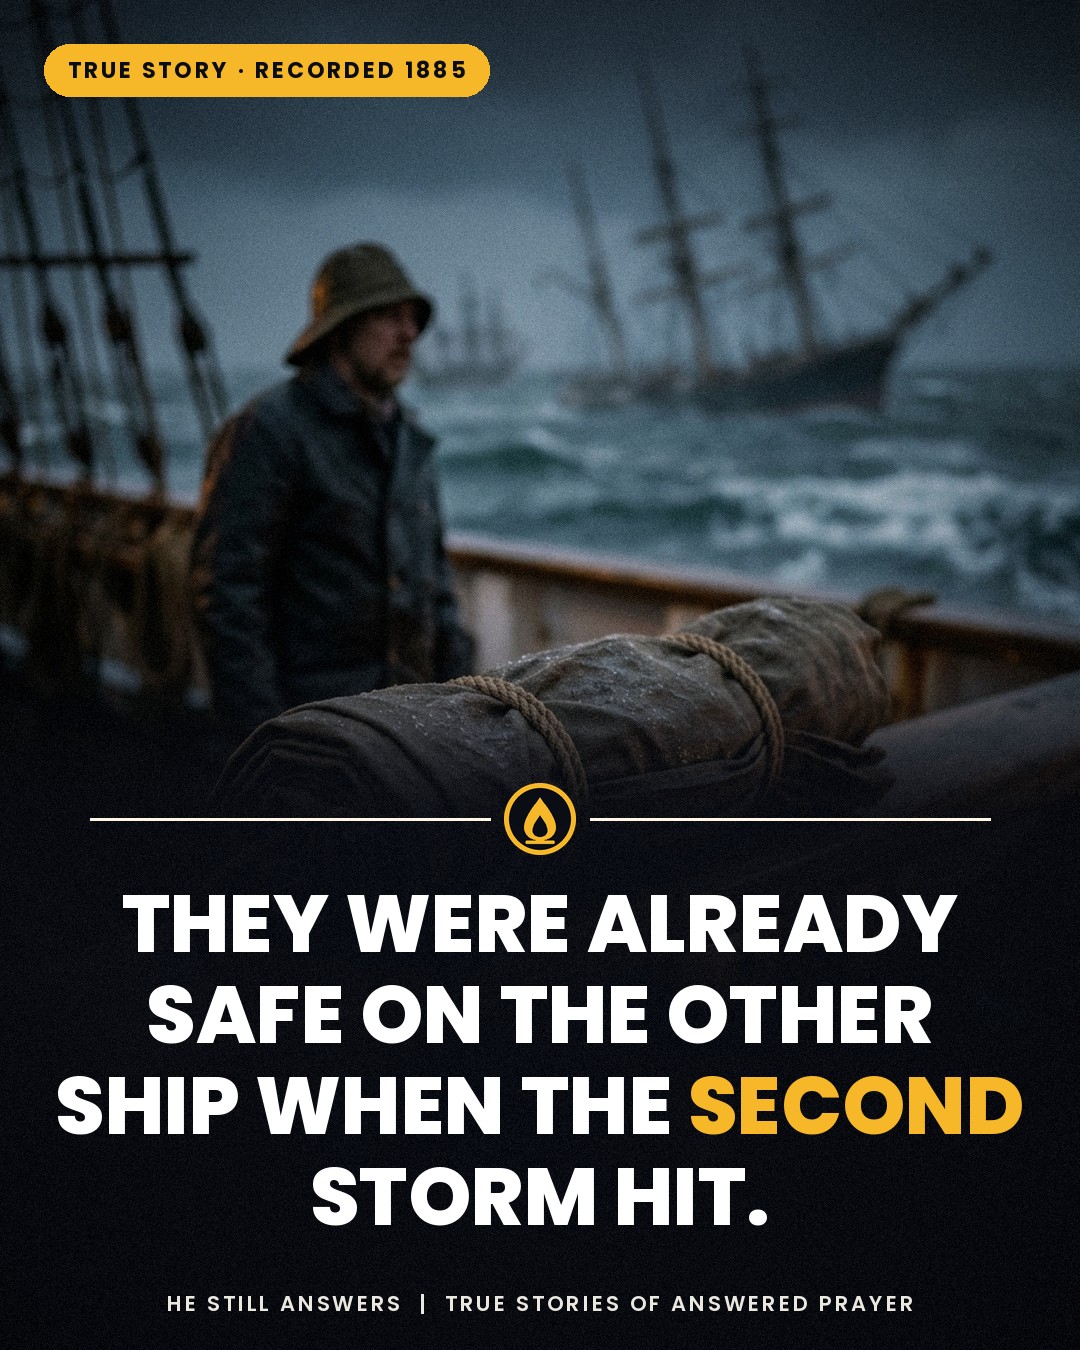 TRUE STORY · RECORDED 1885
THEY WERE ALREADY
SAFE ON THE OTHER
SHIP WHEN THE SECOND
STORM HIT.
HE STILL ANSWERS | TRUE STORIES OF ANSWERED PRAYER